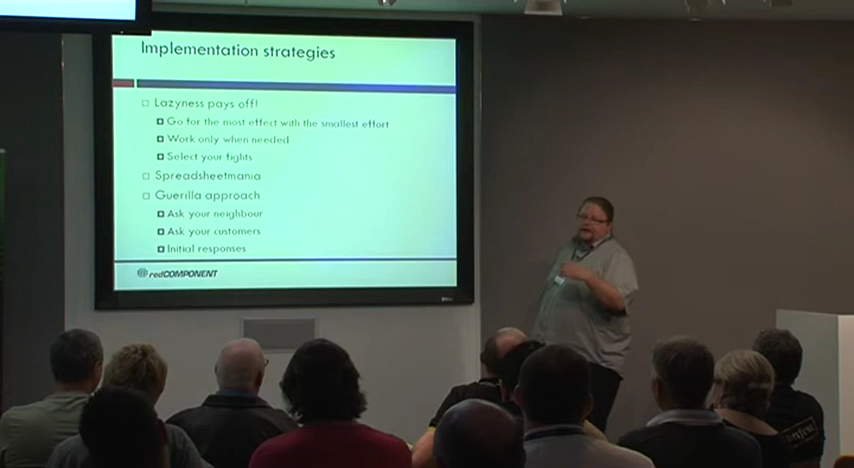 Implementation strategies
Lazyness pays off!
Go for the most effect with the smallest effort
Work only when needed
Select your fights
Spreadsheetmania
Guerilla approach
Ask your neighbour
Ask your customers
Initial responses
redCOMPONENT